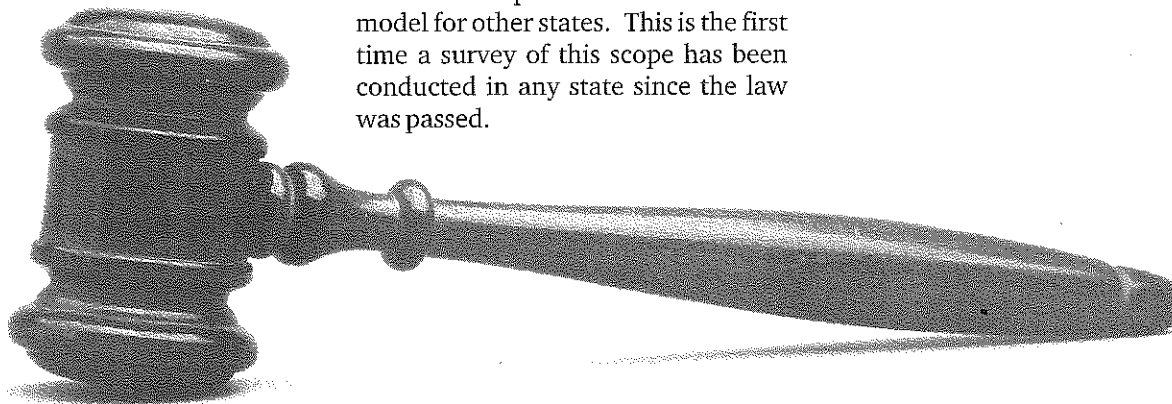 model for other states. This is the first
time a survey of this scope has been
conducted in any state since the law
was passed.